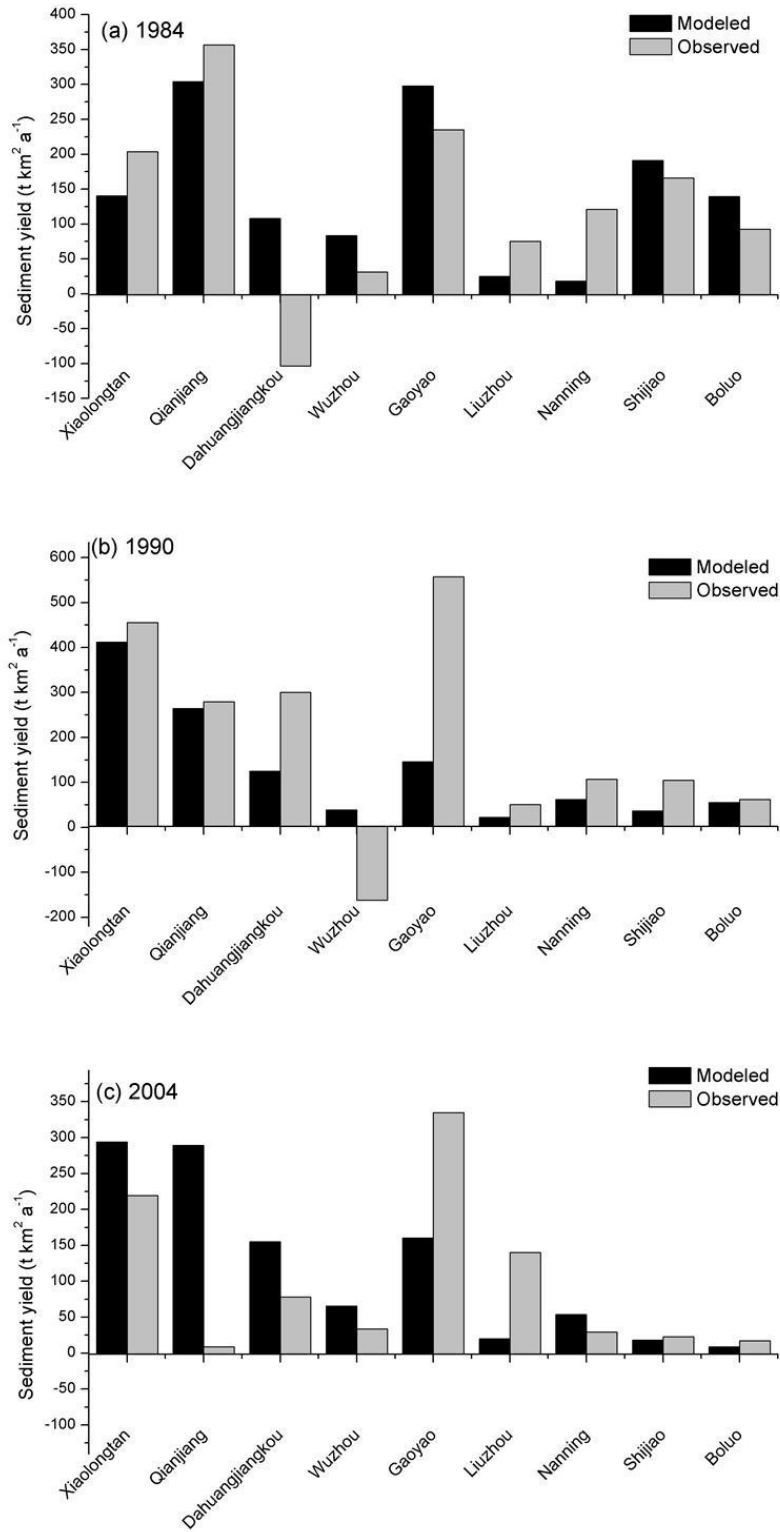 (a) 1984
Modeled
Observed
400
350
300
250
200
150
100
50
0
-50
-100
-150
Sediment yield (t km² a⁻¹)
Xiaolongtan
Qianjiang
Dahuangjiangkou
Wuzhou
Gaoyao
Liuzhou
Nanning
Shijiao
Boluo
(b) 1990
Modeled
Observed
600
500
400
300
200
100
0
-100
-200
Sediment yield (t km² a⁻¹)
Xiaolongtan
Qianjiang
Dahuangjiangkou
Wuzhou
Gaoyao
Liuzhou
Nanning
Shijiao
Boluo
(c) 2004
Modeled
Observed
350
300
250
200
150
100
50
0
-50
-100
Sediment yield (t km² a⁻¹)
Xiaolongtan
Qianjiang
Dahuangjiangkou
Wuzhou
Gaoyao
Liuzhou
Nanning
Shijiao
Boluo